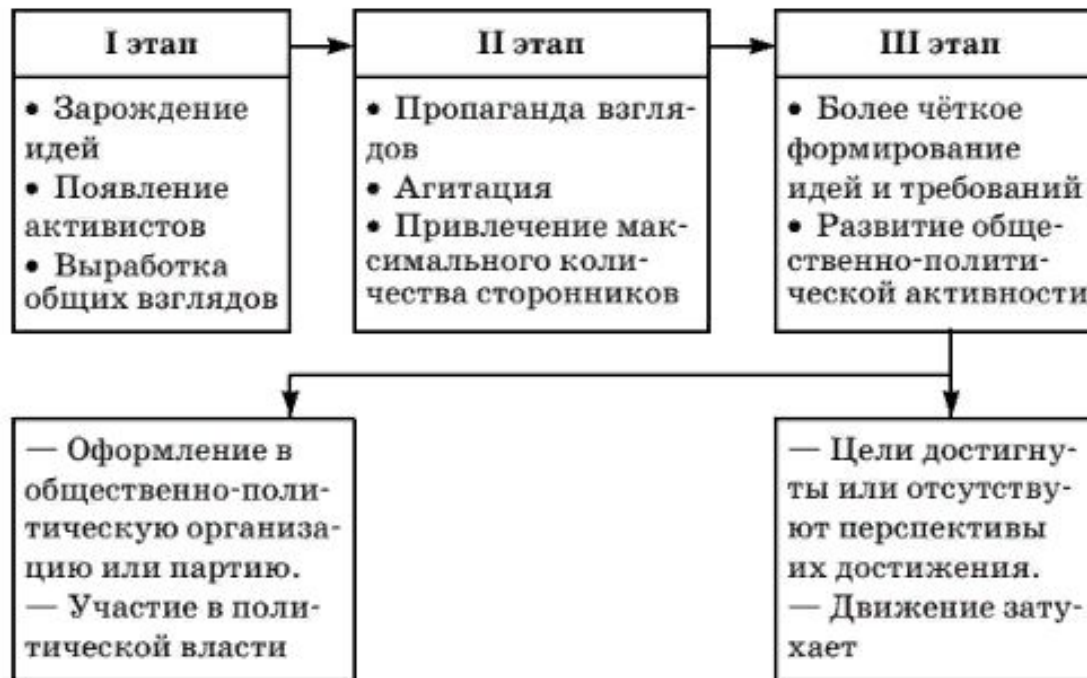 I этап
• Зарождение
идей
• Появление
активистов
• Выработка
общих взглядов
II этап
• Пропаганда взгля-
дов
• Агитация
• Привлечение мак-
симального коли-
чества сторонников
III этап
• Более чёткое
формирование
идей и требований
• Развитие обще-
ственно-полити-
ческой активности
— Оформление в
общественно-поли-
тическую организа-
цию или партию.
— Участие в поли-
тической власти
— Цели достигну-
ты или отсутству-
ют перспективы
их достижения.
— Движение зату-
хает